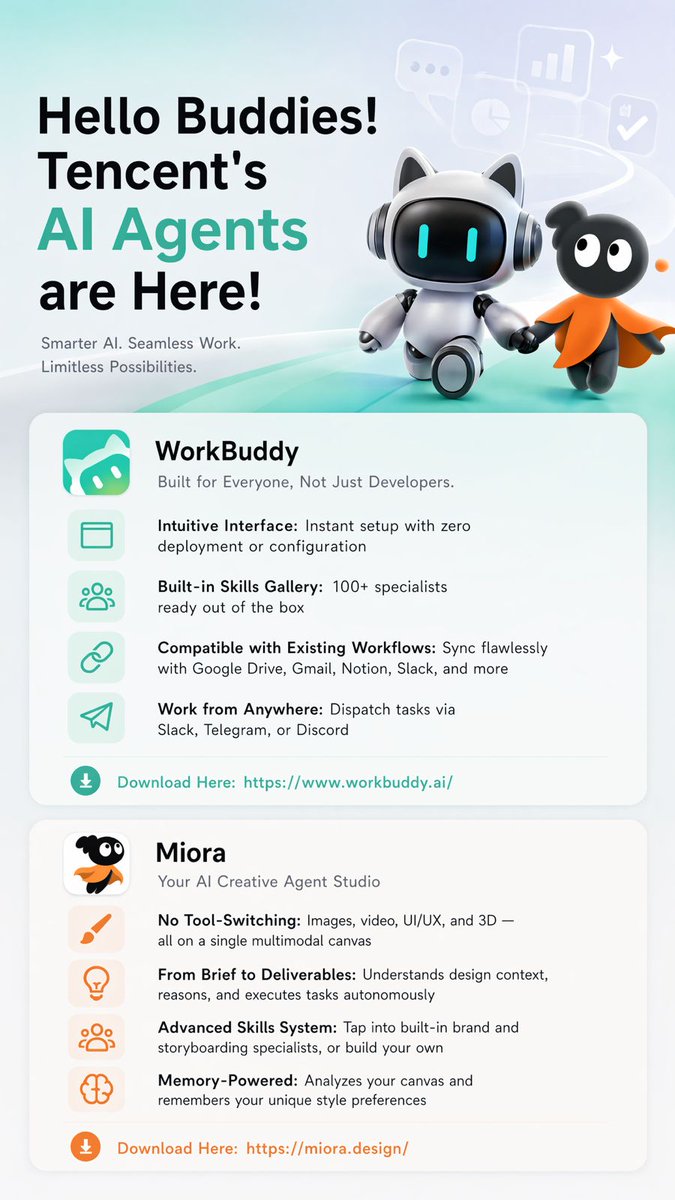 Hello Buddies!
Tencent's
AI Agents
are Here!
Smarter AI. Seamless Work.
Limitless Possibilities.
WorkBuddy
Built for Everyone, Not Just Developers.
Intuitive Interface: Instant setup with zero
deployment or configuration
Built-in Skills Gallery: 100+ specialists
ready out of the box
Compatible with Existing Workflows: Sync flawlessly
with Google Drive, Gmail, Notion, Slack, and more
Work from Anywhere: Dispatch tasks via
Slack, Telegram, or Discord
Download Here: https://www.workbuddy.ai/
Miora
Your AI Creative Agent Studio
No Tool-Switching: Images, video, UI/UX, and 3D —
all on a single multimodal canvas
From Brief to Deliverables: Understands design context,
reasons, and executes tasks autonomously
Advanced Skills System: Tap into built-in brand and
storyboarding specialists, or build your own
Memory-Powered: Analyzes your canvas and
remembers your unique style preferences
Download Here: https://miora.design/